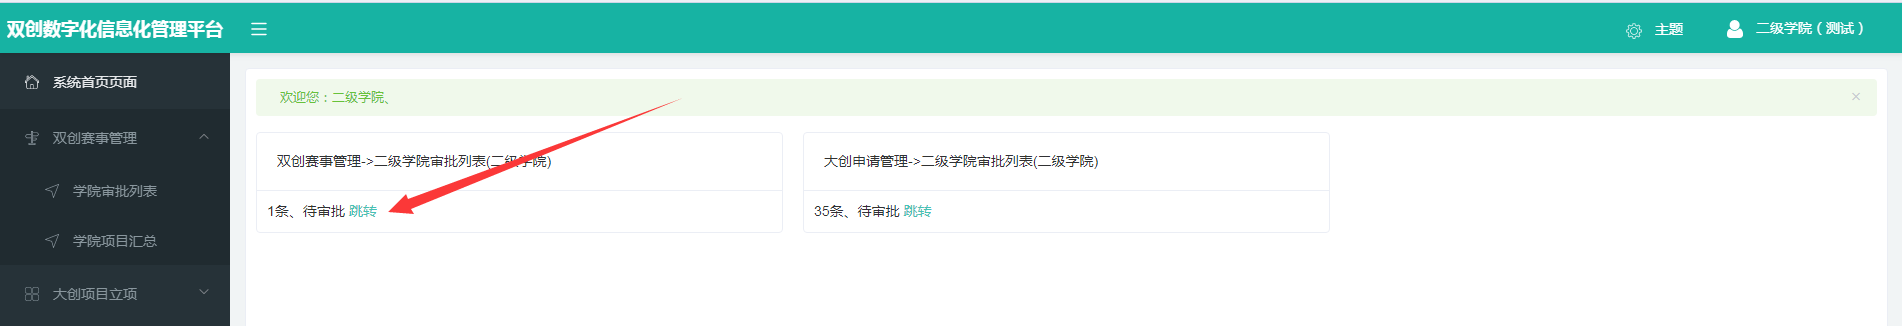 双创数字化信息化管理平台
主题
二级学院（测试）
系统首页页面
欢迎您：二级学院、
双创赛事管理
双创赛事管理->二级学院审批列表(二级学院)
大创申请管理->二级学院审批列表(二级学院)
学院审批列表
1条、待审批 跳转
35条、待审批 跳转
学院项目汇总
大创项目立项